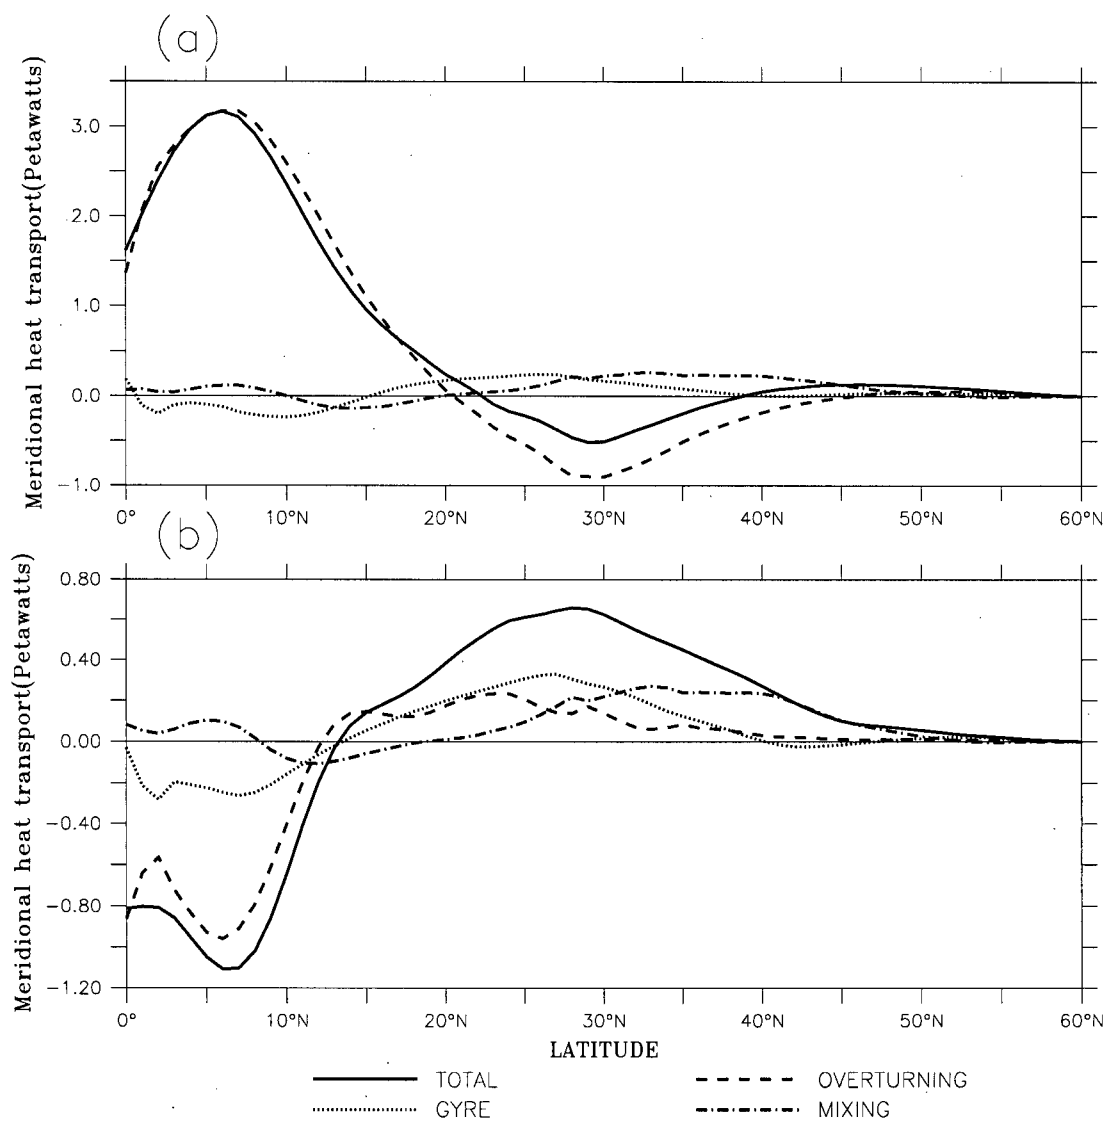 (a)
Meridional heat transport(Petawatts)
3.0
2.0
1.0
0.0
−1.0
0° 10°N 20°N 30°N 40°N 50°N 60°N
(b)
Meridional heat transport(Petawatts)
0.80
0.40
0.00
−0.40
−0.80
−1.20
0° 10°N 20°N 30°N 40°N 50°N 60°N
LATITUDE
TOTAL OVERTURNING
GYRE MIXING